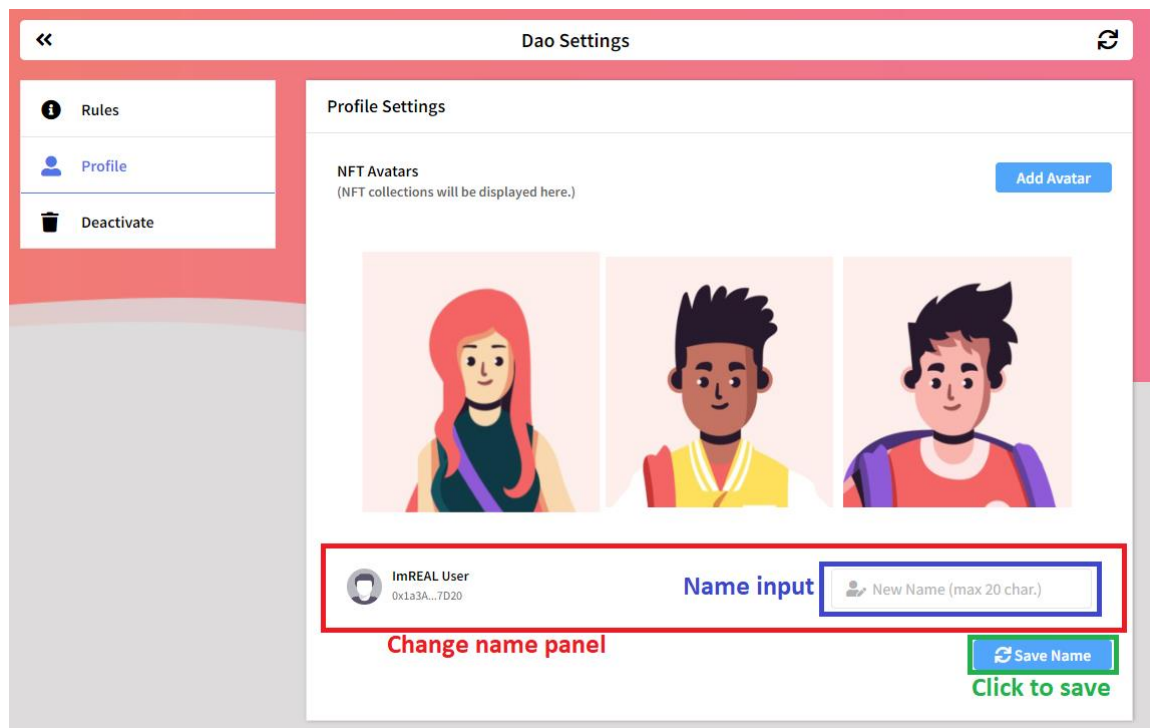 Dao Settings
Rules
Profile
Deactivate
Profile Settings
NFT Avatars
(NFT collections will be displayed here.)
Add Avatar
ImREAL User
0x1a3A...7D20
Name input
New Name (max 20 char.)
Change name panel
Save Name
Click to save